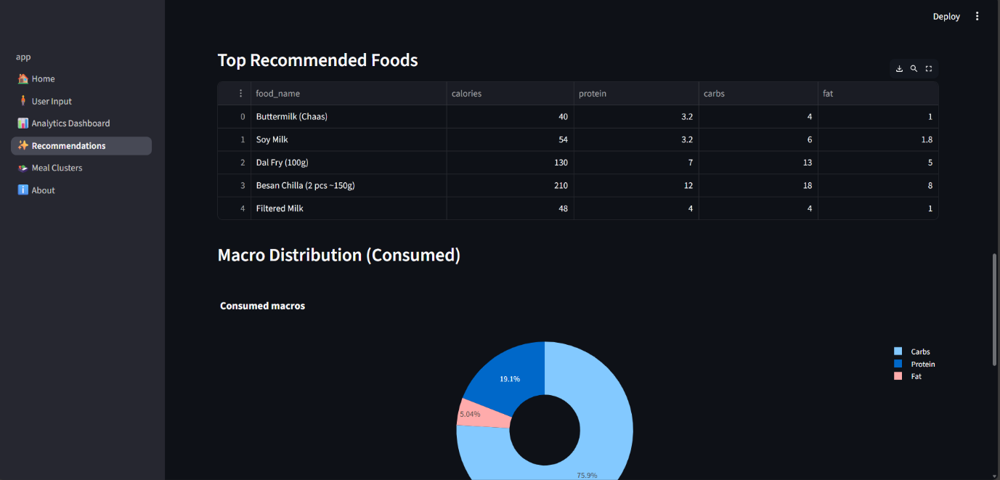 Deploy
app
Home
User Input
Analytics Dashboard
Recommendations
Meal Clusters
About
Top Recommended Foods
food_name calories protein carbs fat
0 Buttermilk (Chaas) 40 3.2 4 1
1 Soy Milk 54 3.2 6 1.8
2 Dal Fry (100g) 130 7 13 5
3 Besan Chilla (2 pcs ~150g) 210 12 18 8
4 Filtered Milk 48 4 4 1
Macro Distribution (Consumed)
Consumed macros
Carbs
Protein
Fat
19.1%
5.04%
75.9%